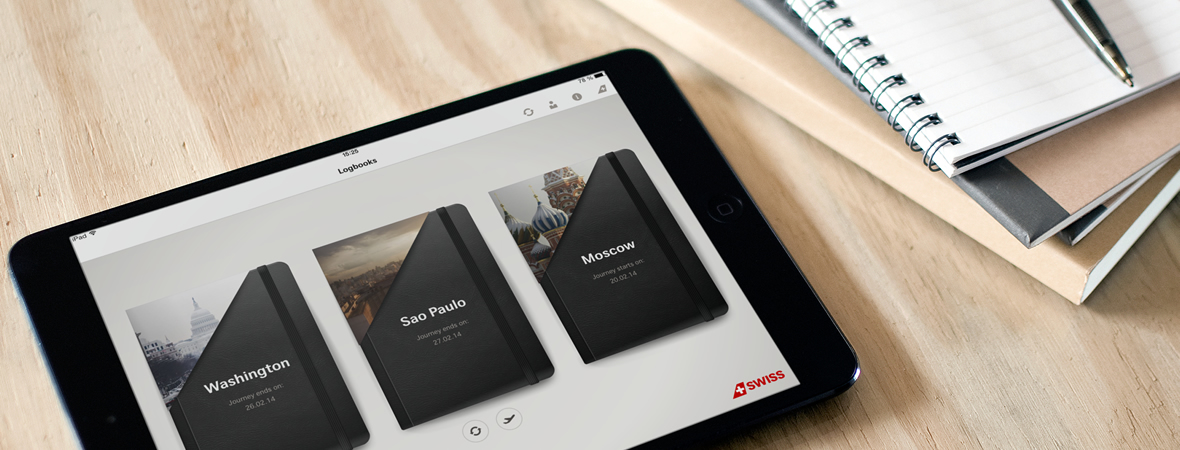 iPad
15:25
78 %
Logbooks
Washington
Journey ends on:
26.02.14
Sao Paulo
Journey ends on:
27.02.14
Moscow
Journey starts on:
20.02.14
SWISS